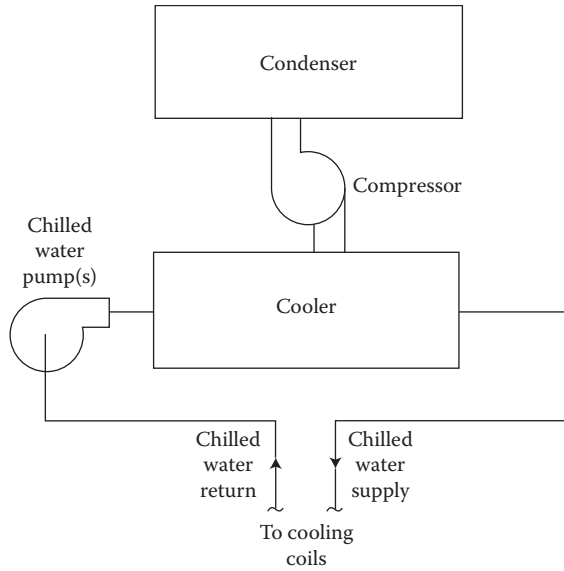 Condenser
Compressor
Chilled
water
pump(s)
Cooler
Chilled
water
return
Chilled
water
supply
To cooling
coils